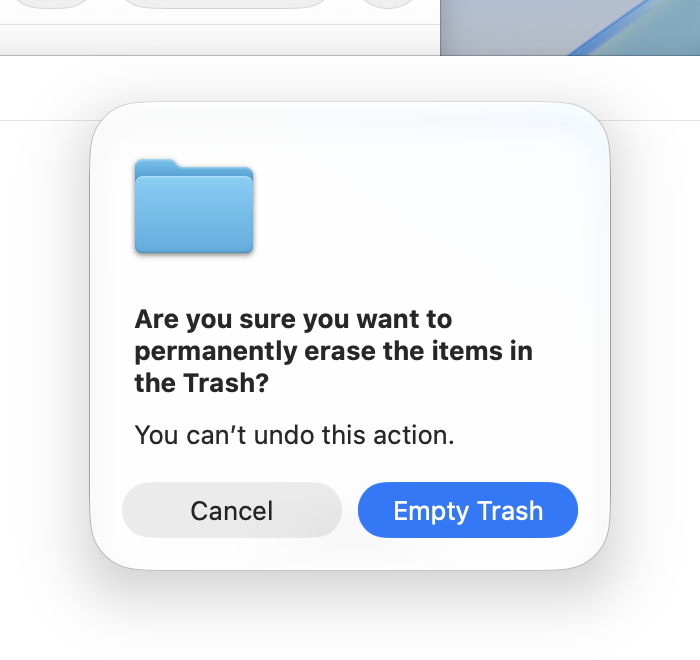 Are you sure you want to
permanently erase the items in
the Trash?
You can’t undo this action.
Cancel
Empty Trash